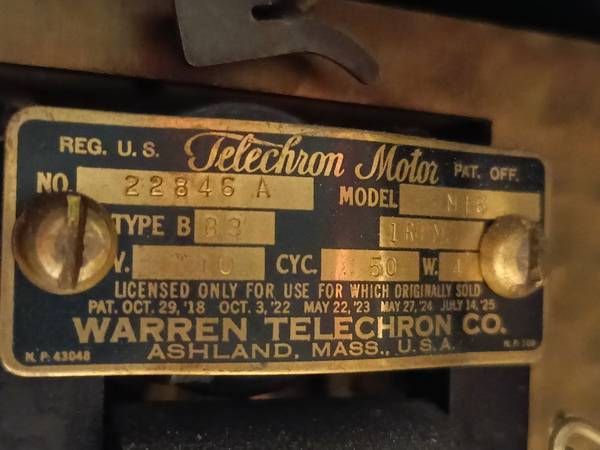 REG. U. S. Telechron Motor PAT. OFF.
NO. 22846 A MODEL
TYPE B
V. CYC. 50 W. 4
LICENSED ONLY FOR USE FOR WHICH ORIGINALLY SOLD
PAT. OCT. 29, '18 OCT. 3, '22 MAY 22, '23 MAY 27, '24 JULY 14, '25
WARREN TELECHRON CO.
N. P. 43048 ASHLAND, MASS., U.S.A.